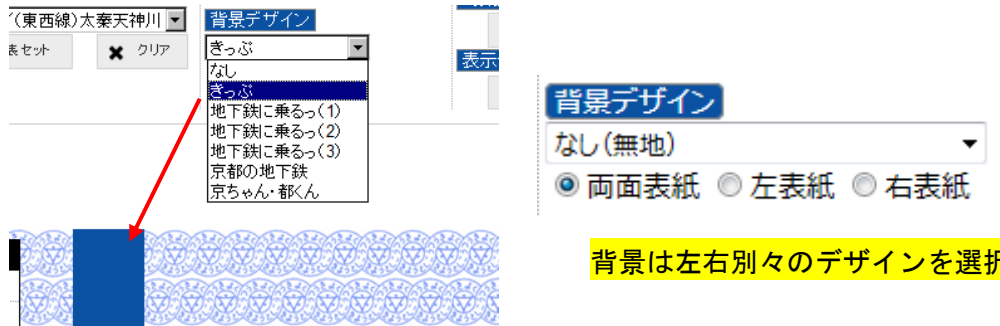 (東西線)太秦天神川
背景デザイン
表セット
クリア
きっぷ
表示
なし
きっぷ
地下鉄に乗るっ(1)
地下鉄に乗るっ(2)
地下鉄に乗るっ(3)
京都の地下鉄
京ちゃん・都くん
背景デザイン
なし(無地)
両面表紙 左表紙 右表紙
背景は左右別々のデザインを選択